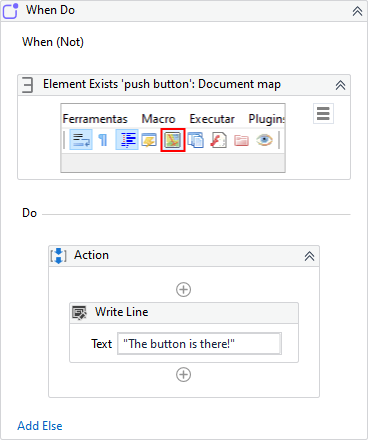 When Do
When (Not)
Element Exists 'push button': Document map
Ferramentas Macro Executar Plugins
Do
Action
Write Line
Text "The button is there!"
Add Else